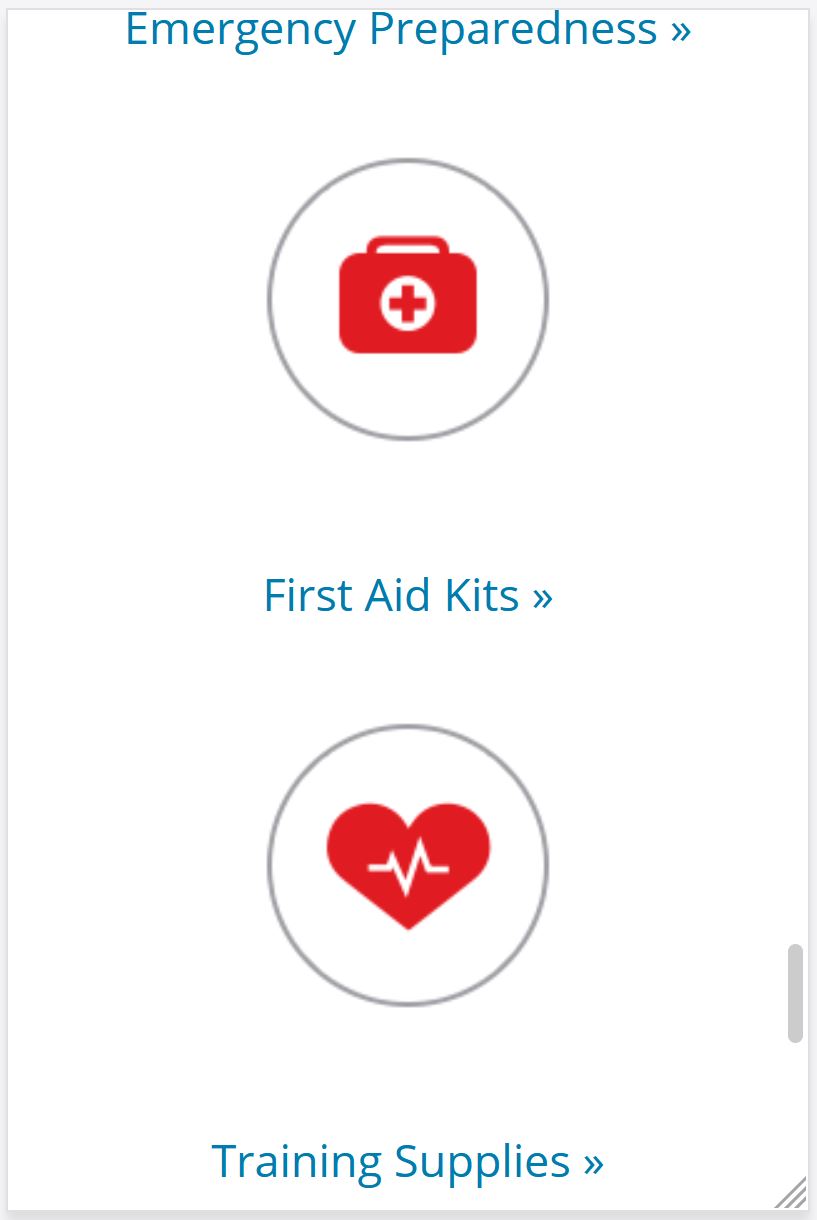 Emergency Preparedness »
First Aid Kits »
Training Supplies »